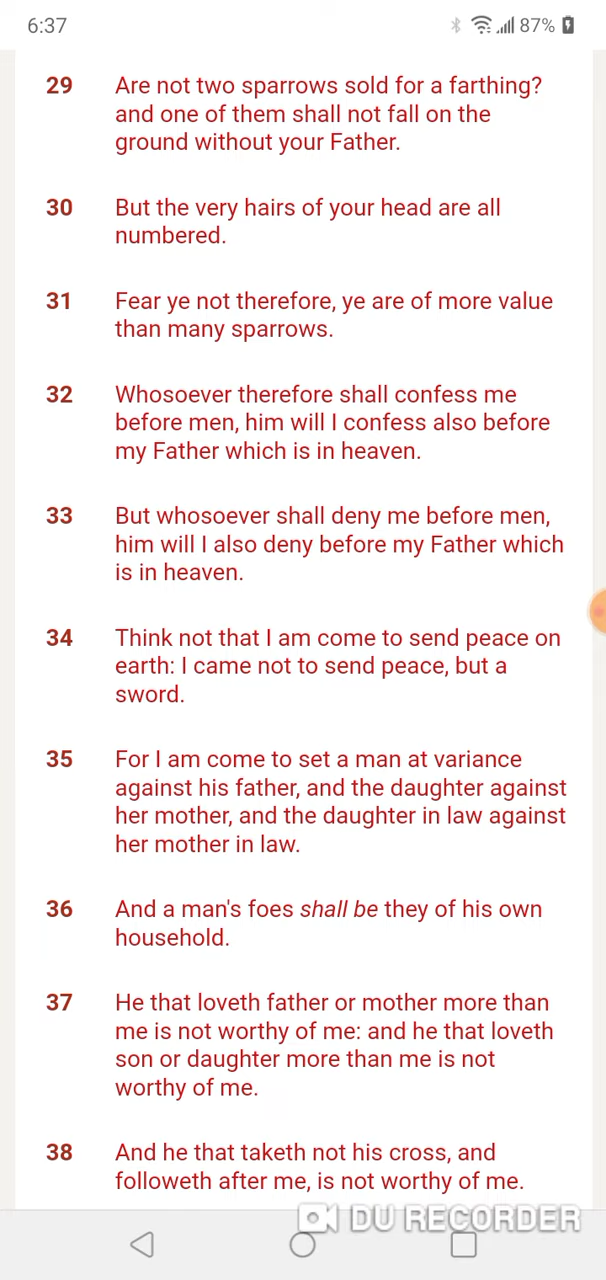 6:37
87%
29 Are not two sparrows sold for a farthing?
and one of them shall not fall on the
ground without your Father.
30 But the very hairs of your head are all
numbered.
31 Fear ye not therefore, ye are of more value
than many sparrows.
32 Whosoever therefore shall confess me
before men, him will I confess also before
my Father which is in heaven.
33 But whosoever shall deny me before men,
him will I also deny before my Father which
is in heaven.
34 Think not that I am come to send peace on
earth: I came not to send peace, but a
sword.
35 For I am come to set a man at variance
against his father, and the daughter against
her mother, and the daughter in law against
her mother in law.
36 And a man's foes shall be they of his own
household.
37 He that loveth father or mother more than
me is not worthy of me: and he that loveth
son or daughter more than me is not
worthy of me.
38 And he that taketh not his cross, and
followeth after me, is not worthy of me.
DU RECORDER